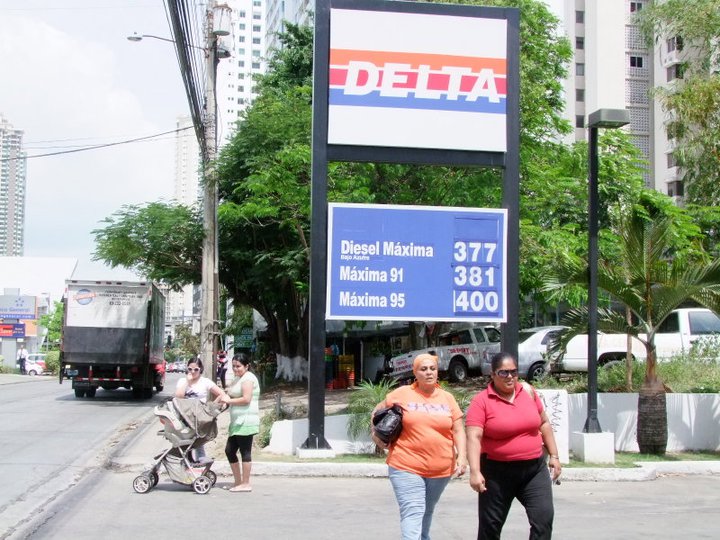 DELTA
Diesel Máxima 377
Bajo Azufre
Máxima 91 381
Máxima 95 400